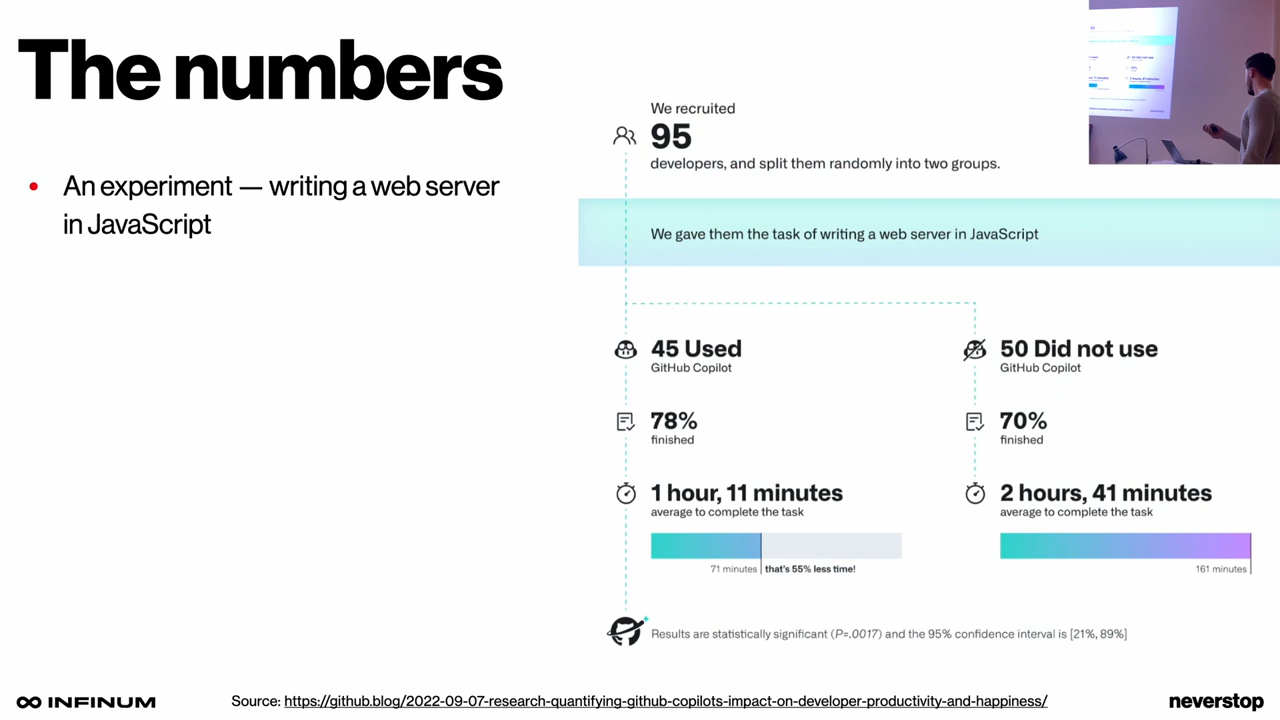 The numbers
• An experiment — writing a web server
in JavaScript
We recruited
95
developers, and split them randomly into two groups.
We gave them the task of writing a web server in JavaScript
45 Used
GitHub Copilot
78%
finished
1 hour, 11 minutes
average to complete the task
71 minutes that's 55% less time!
50 Did not use
GitHub Copilot
70%
finished
2 hours, 41 minutes
average to complete the task
161 minutes
Results are statistically significant (P=.0017) and the 95% confidence interval is [21%, 89%]
INFINUM
Source: https://github.blog/2022-09-07-research-quantifying-github-copilots-impact-on-developer-productivity-and-happiness/
neverstop